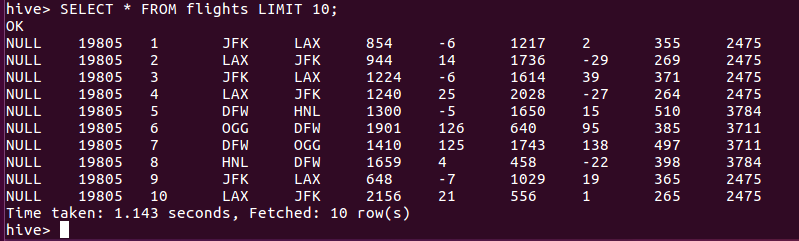 hive> SELECT * FROM flights LIMIT 10;
OK
NULL 19805 1 JFK LAX 854 -6 1217 2 355 2475
NULL 19805 2 LAX JFK 944 14 1736 -29 269 2475
NULL 19805 3 JFK LAX 1224 -6 1614 39 371 2475
NULL 19805 4 LAX JFK 1240 25 2028 -27 264 2475
NULL 19805 5 DFW HNL 1300 -5 1650 15 510 3784
NULL 19805 6 OGG DFW 1901 126 640 95 385 3711
NULL 19805 7 DFW OGG 1410 125 1743 138 497 3711
NULL 19805 8 HNL DFW 1659 4 458 -22 398 3784
NULL 19805 9 JFK LAX 648 -7 1029 19 365 2475
NULL 19805 10 LAX JFK 2156 21 556 1 265 2475
Time taken: 1.143 seconds, Fetched: 10 row(s)
hive>